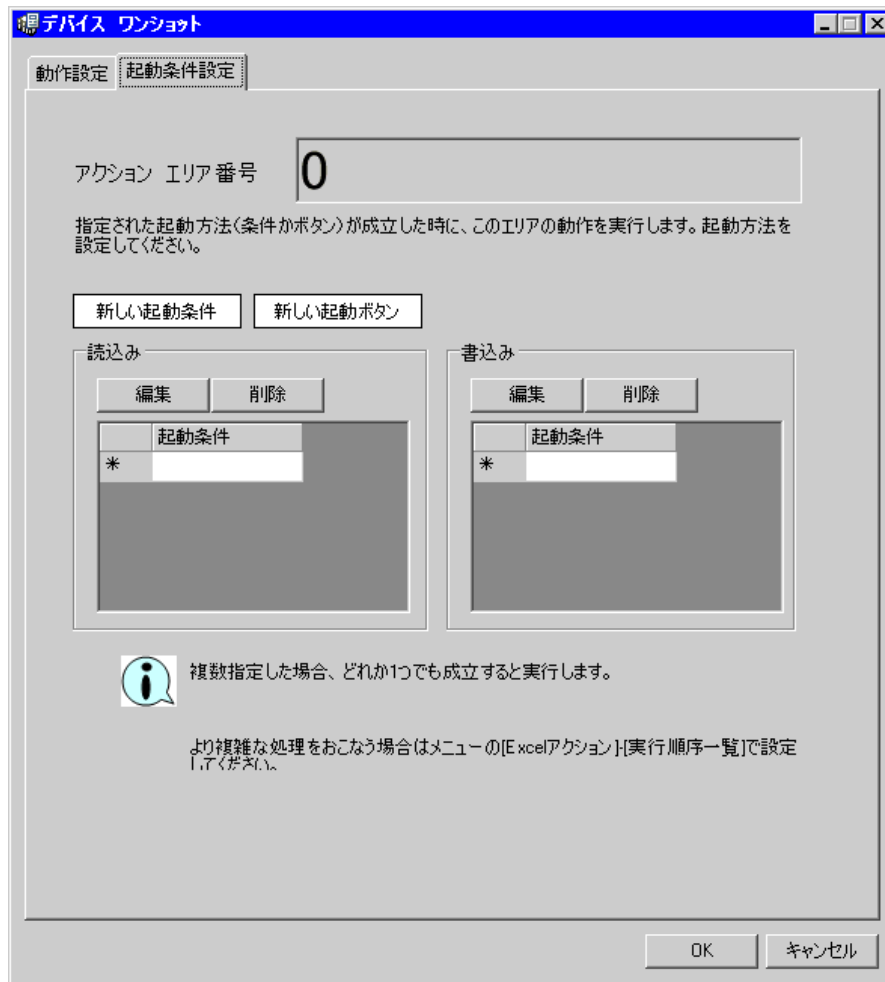 デバイス ワンショット
動作設定 起動条件設定
アクション エリア番号 0
指定された起動方法(条件かボタン)が成立した時に、このエリアの動作を実行します。起動方法を
設定してください。
新しい起動条件 新しい起動ボタン
読込み 書込み
編集 削除 編集 削除
起動条件 起動条件
* *
複数指定した場合、どれか1つでも成立すると実行します。
より複雑な処理をおこなう場合はメニューの[Excelアクション]-[実行順序一覧]で設定
してください。
OK キャンセル